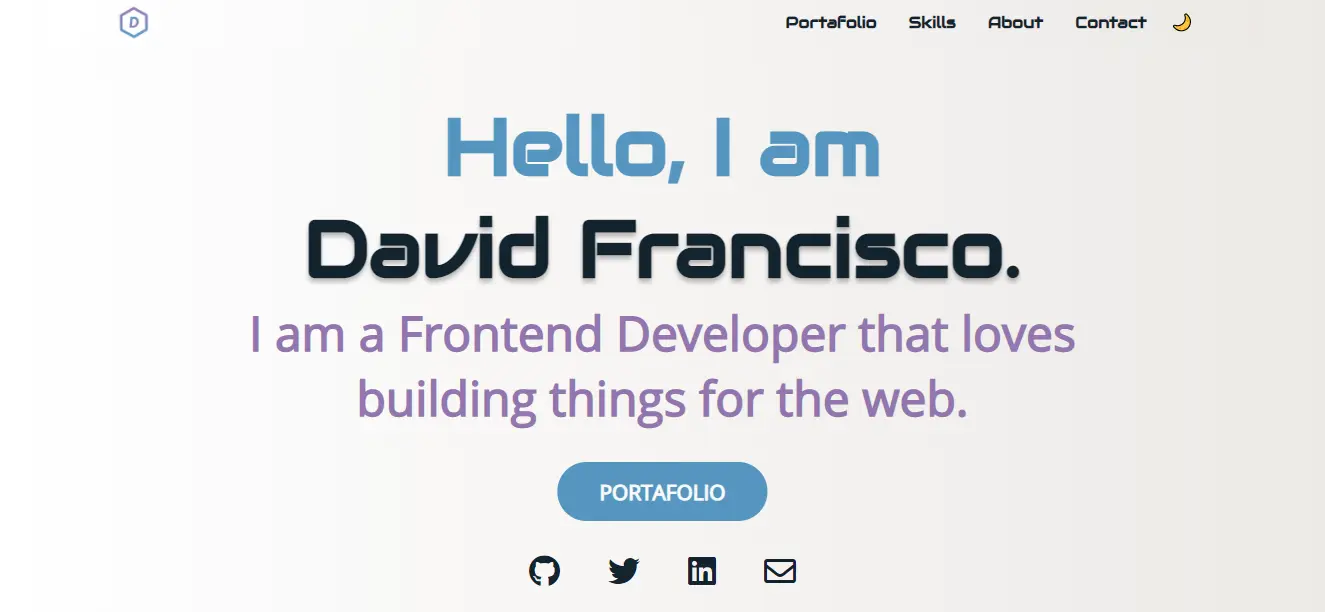 D
Portafolio Skills About Contact
Hello, I am
David Francisco.
I am a Frontend Developer that loves
building things for the web.
PORTAFOLIO
in